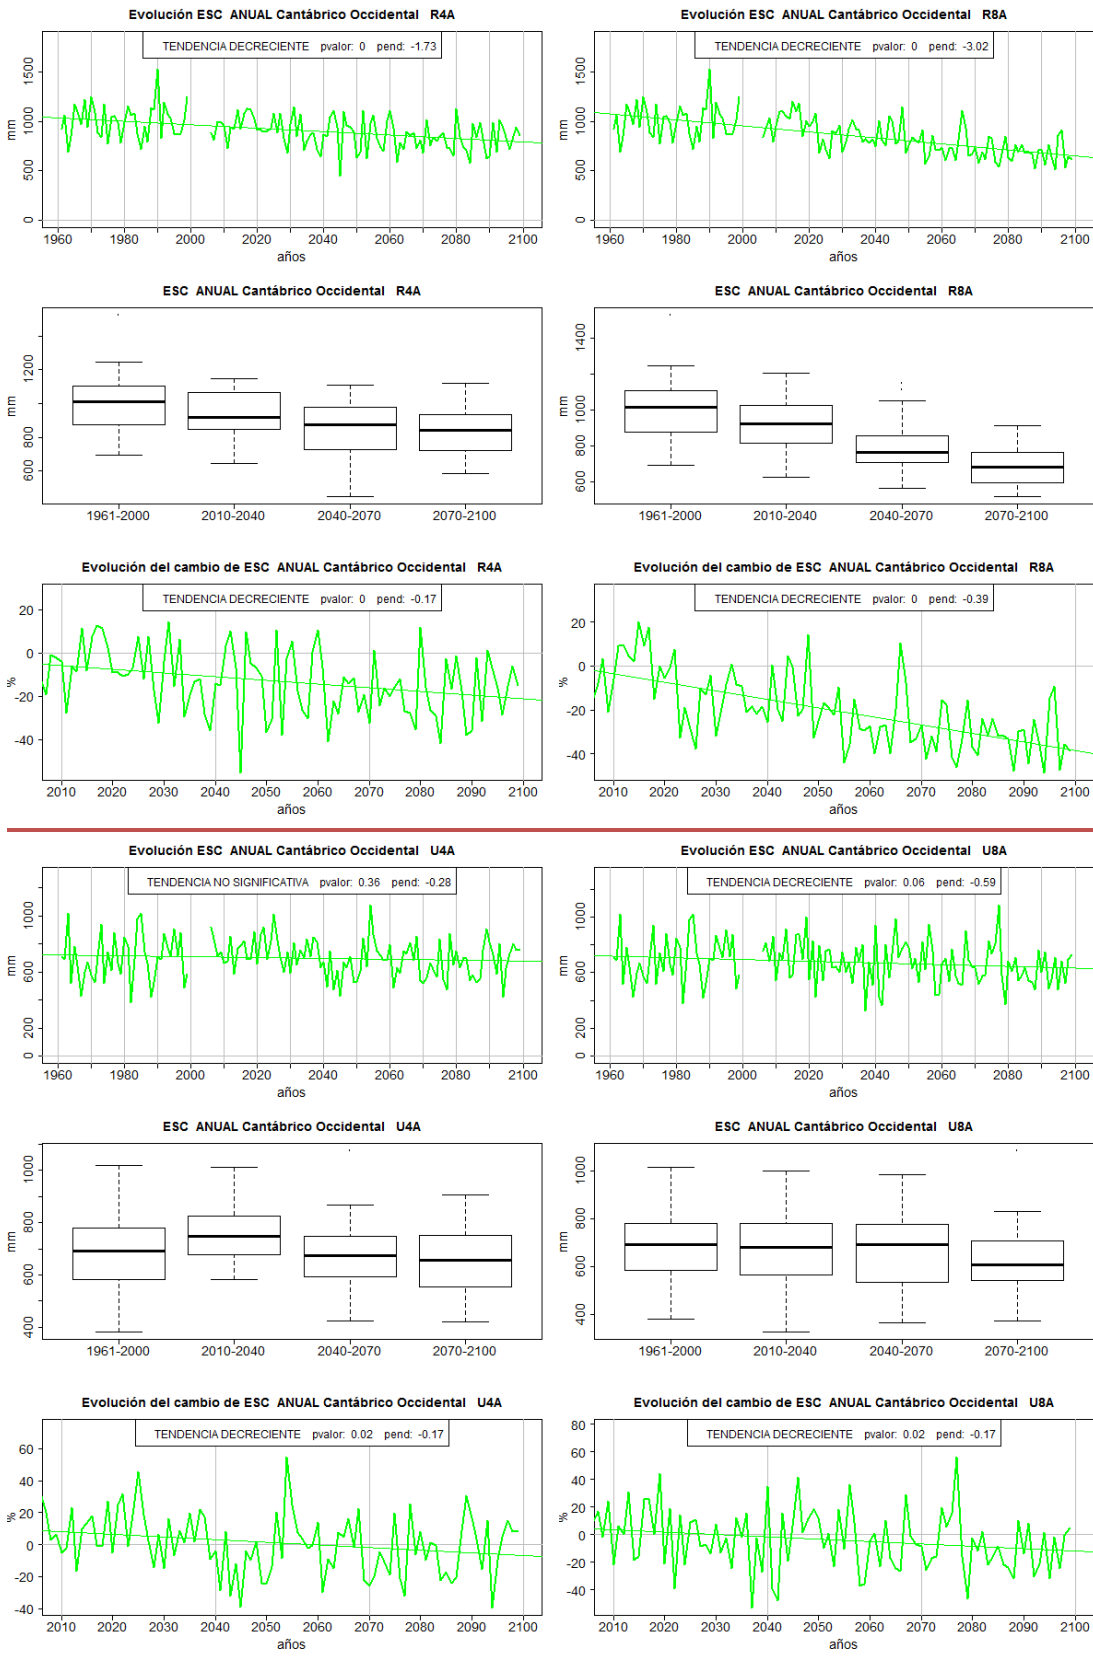 Evolución ESC ANUAL Cantábrico Occidental R4A
TENDENCIA DECRECIENTE pvalor: 0 pend: -1.73
mm
1500
1000
500
0
1960 1980 2000 2020 2040 2060 2080 2100
años
Evolución ESC ANUAL Cantábrico Occidental R8A
TENDENCIA DECRECIENTE pvalor: 0 pend: -3.02
mm
1500
1000
500
0
1960 1980 2000 2020 2040 2060 2080 2100
años
ESC ANUAL Cantábrico Occidental R4A
mm
1200
800
600
1961-2000 2010-2040 2040-2070 2070-2100
ESC ANUAL Cantábrico Occidental R8A
mm
1400
1000
800
600
1961-2000 2010-2040 2040-2070 2070-2100
Evolución del cambio de ESC ANUAL Cantábrico Occidental R4A
TENDENCIA DECRECIENTE pvalor: 0 pend: -0.17
%
20
0
-20
-40
2010 2020 2030 2040 2050 2060 2070 2080 2090 2100
años
Evolución del cambio de ESC ANUAL Cantábrico Occidental R8A
TENDENCIA DECRECIENTE pvalor: 0 pend: -0.39
%
20
0
-20
-40
2010 2020 2030 2040 2050 2060 2070 2080 2090 2100
años
Evolución ESC ANUAL Cantábrico Occidental U4A
TENDENCIA NO SIGNIFICATIVA pvalor: 0.36 pend: -0.28
mm
1000
600
200
0
1960 1980 2000 2020 2040 2060 2080 2100
años
Evolución ESC ANUAL Cantábrico Occidental U8A
TENDENCIA DECRECIENTE pvalor: 0.06 pend: -0.59
mm
1000
600
200
0
1960 1980 2000 2020 2040 2060 2080 2100
años
ESC ANUAL Cantábrico Occidental U4A
mm
1000
800
600
400
1961-2000 2010-2040 2040-2070 2070-2100
ESC ANUAL Cantábrico Occidental U8A
mm
1000
800
600
400
1961-2000 2010-2040 2040-2070 2070-2100
Evolución del cambio de ESC ANUAL Cantábrico Occidental U4A
TENDENCIA DECRECIENTE pvalor: 0.02 pend: -0.17
%
60
40
20
0
-20
-40
2010 2020 2030 2040 2050 2060 2070 2080 2090 2100
años
Evolución del cambio de ESC ANUAL Cantábrico Occidental U8A
TENDENCIA DECRECIENTE pvalor: 0.02 pend: -0.17
%
80
60
40
20
0
-20
-40
2010 2020 2030 2040 2050 2060 2070 2080 2090 2100
años